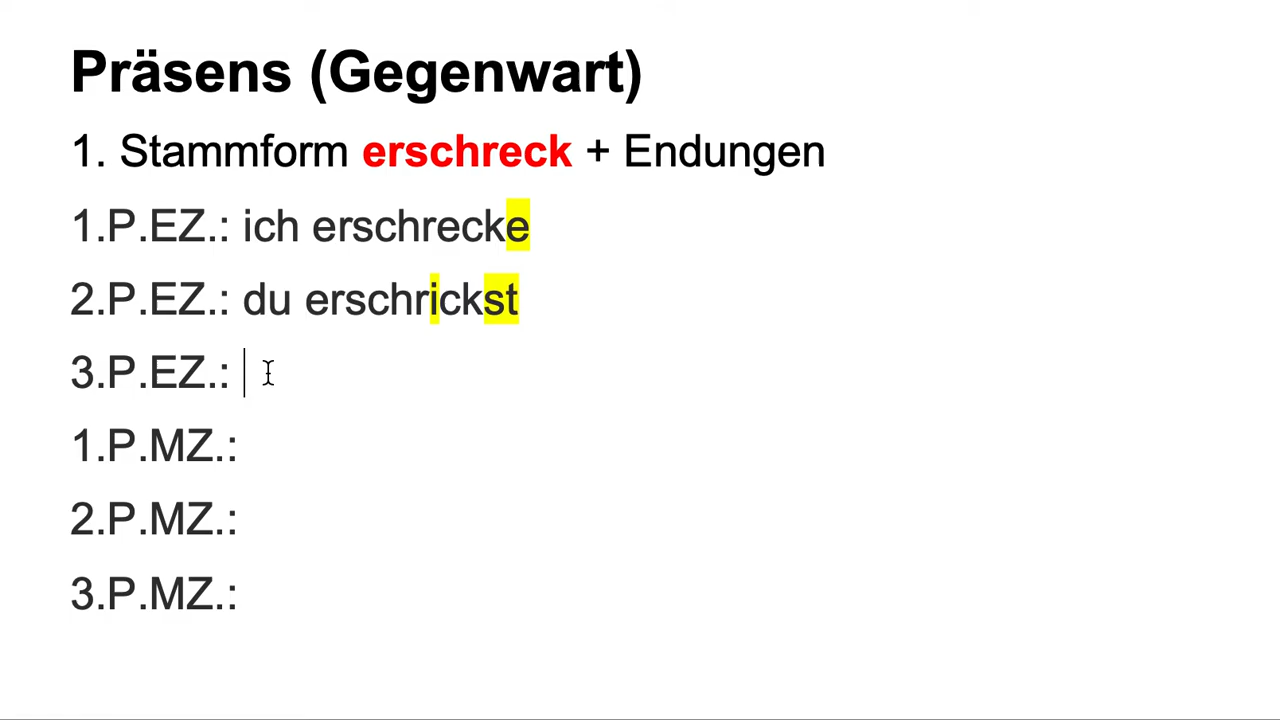 Präsens (Gegenwart)
1. Stammform erschreck + Endungen
1.P.EZ.: ich erschrecke
2.P.EZ.: du erschrickst
3.P.EZ.:
1.P.MZ.:
2.P.MZ.:
3.P.MZ.: